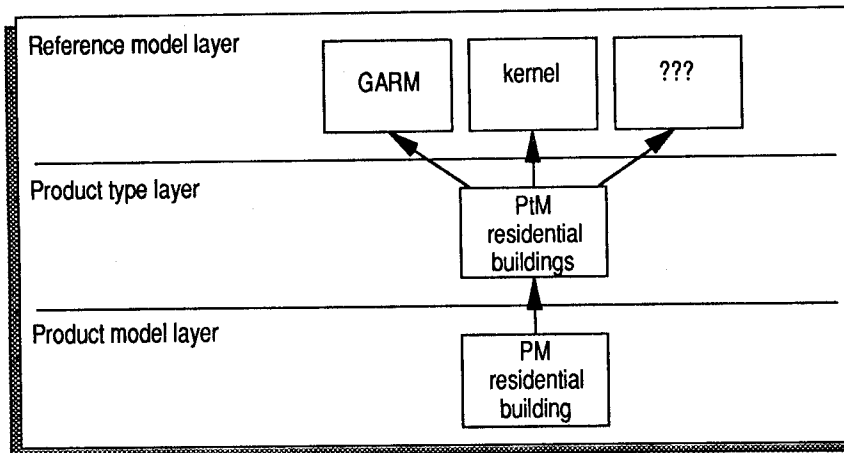 Reference model layer
GARM
kernel
???
Product type layer
PtM
residential
buildings
Product model layer
PM
residential
building